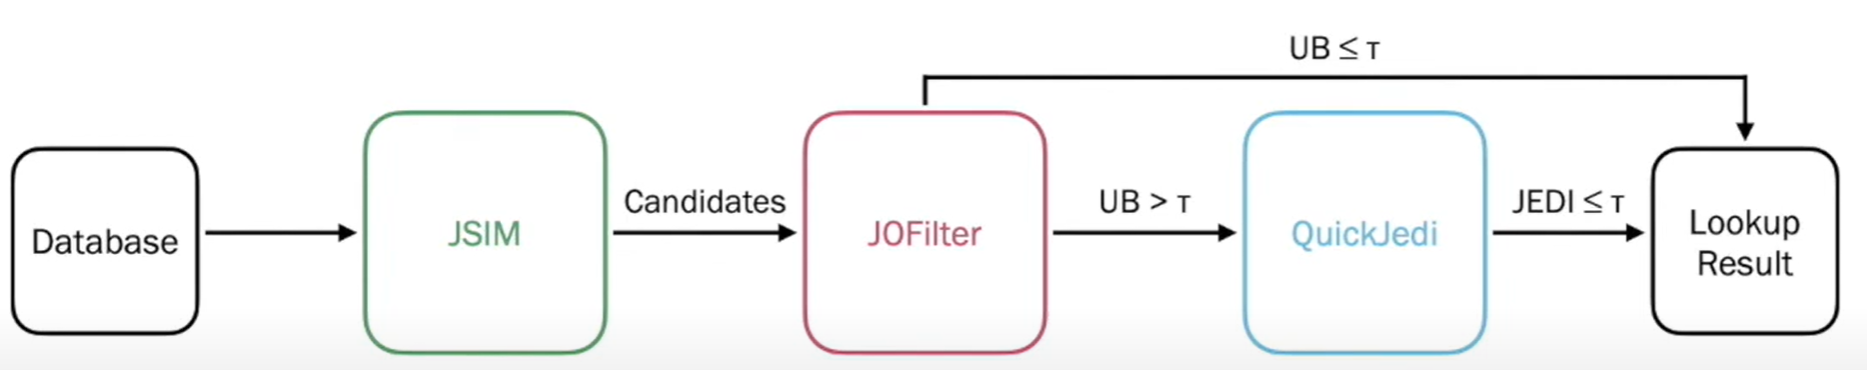 UB ≤ τ
Database
JSIM
Candidates
JOFilter
UB > τ
QuickJedi
JEDI ≤ τ
Lookup
Result